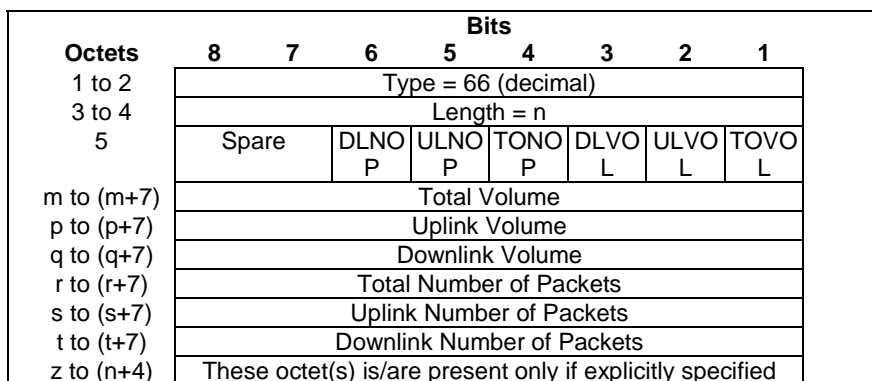 Bits
Octets 8 7 6 5 4 3 2 1
1 to 2 Type = 66 (decimal)
3 to 4 Length = n
5 Spare DLNO ULNO TONO DLVO ULVO TOVO
P P P L L L
m to (m+7) Total Volume
p to (p+7) Uplink Volume
q to (q+7) Downlink Volume
r to (r+7) Total Number of Packets
s to (s+7) Uplink Number of Packets
t to (t+7) Downlink Number of Packets
z to (n+4) These octet(s) is/are present only if explicitly specified